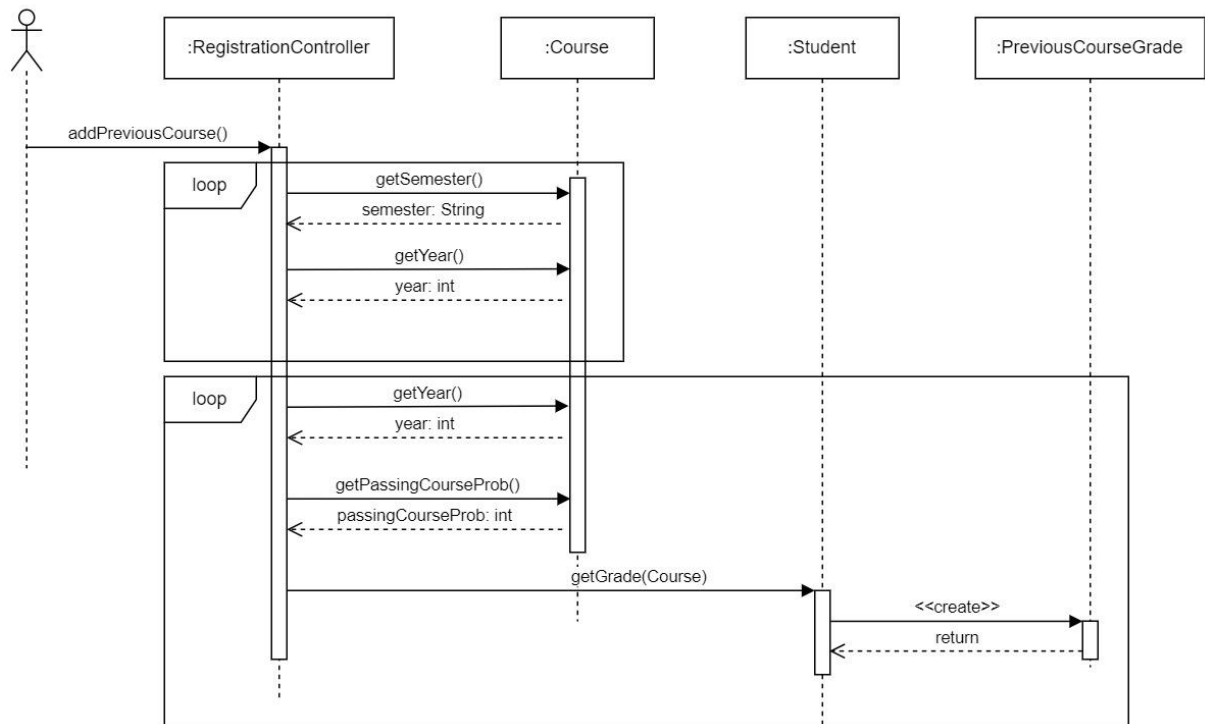 :RegistrationController
:Course
:Student
:PreviousCourseGrade
addPreviousCourse()
loop
getSemester()
semester: String
getYear()
year: int
loop
getYear()
year: int
getPassingCourseProb()
passingCourseProb: int
getGrade(Course)
<<create>>
return